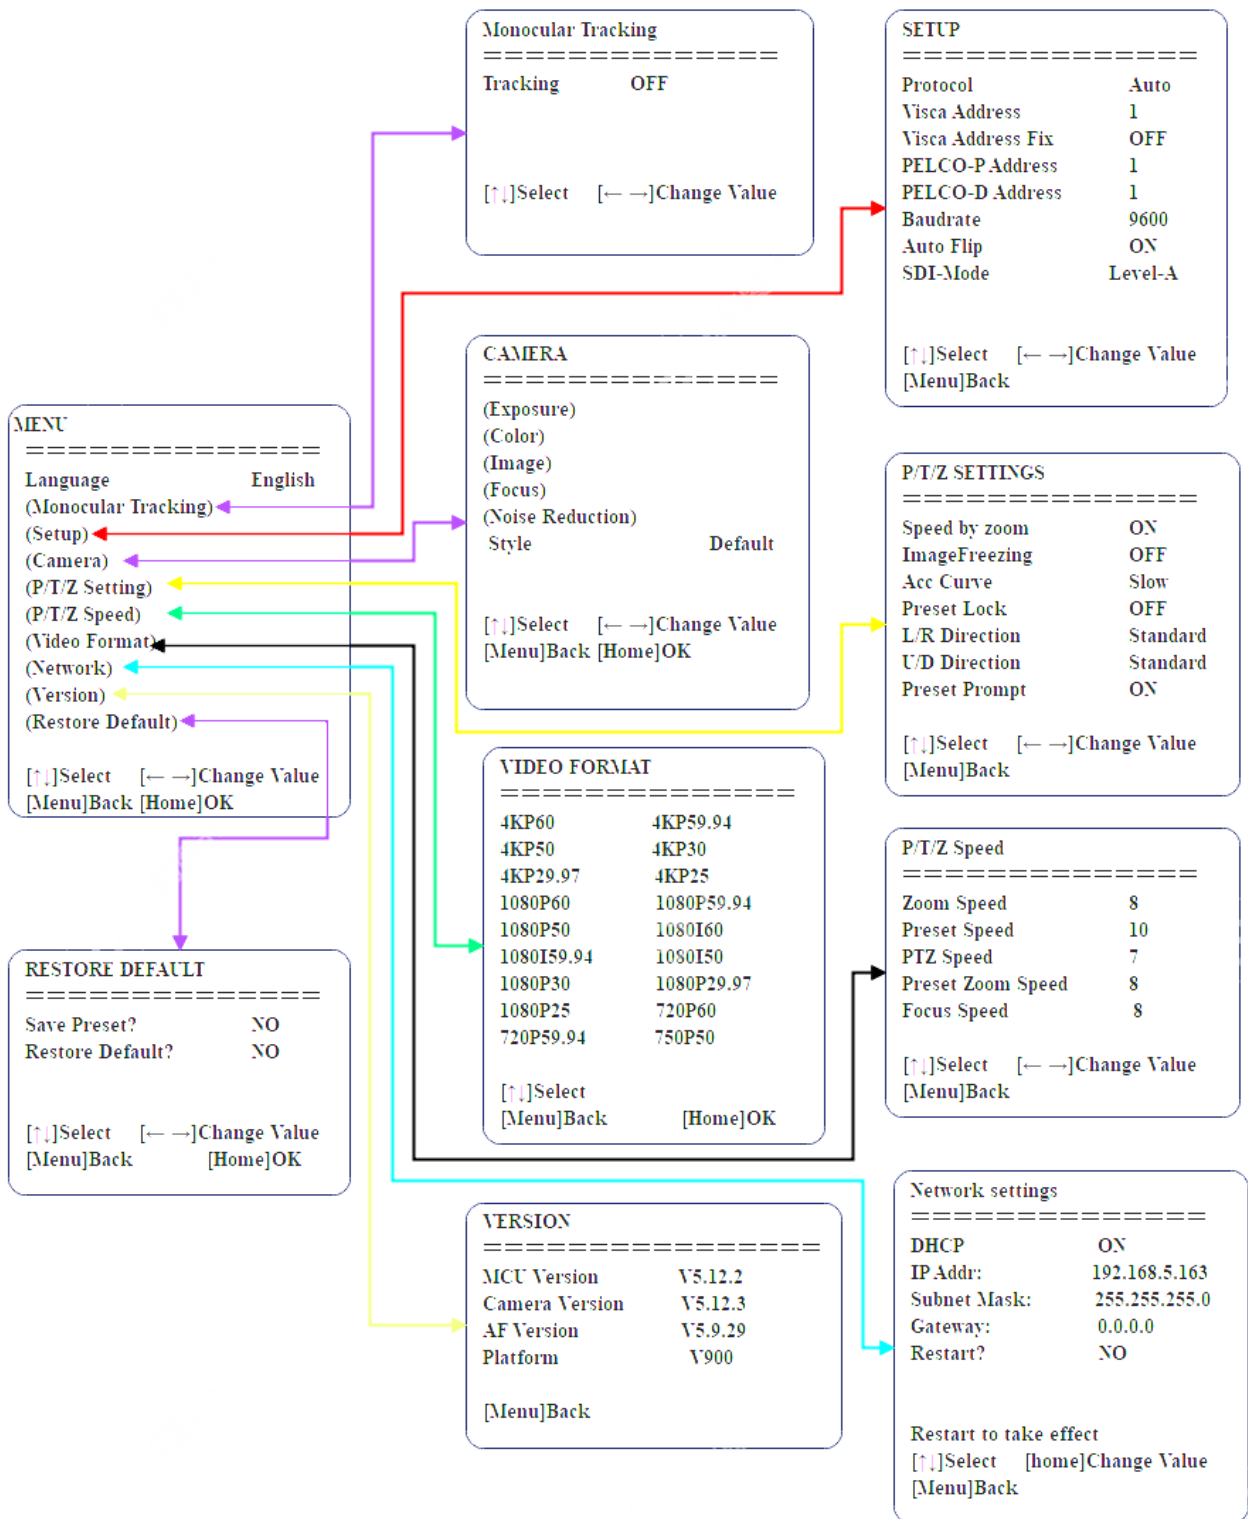 Monocular Tracking
==============
Tracking OFF
[↑↓]Select [← →]Change Value
SETUP
==============
Protocol Auto
Visca Address 1
Visca Address Fix OFF
PELCO-P Address 1
PELCO-D Address 1
Baudrate 9600
Auto Flip ON
SDI-Mode Level-A
[↑↓]Select [← →]Change Value
[Menu]Back
CAMERA
==============
(Exposure)
(Color)
(Image)
(Focus)
(Noise Reduction)
Style Default
[↑↓]Select [← →]Change Value
[Menu]Back [Home]OK
MENU
==============
Language English
(Monocular Tracking)
(Setup)
(Camera)
(P/T/Z Setting)
(P/T/Z Speed)
(Video Format)
(Network)
(Version)
(Restore Default)
[↑↓]Select [← →]Change Value
[Menu]Back [Home]OK
P/T/Z SETTINGS
==============
Speed by zoom ON
ImageFreezing OFF
Acc Curve Slow
Preset Lock OFF
L/R Direction Standard
U/D Direction Standard
Preset Prompt ON
[↑↓]Select [← →]Change Value
[Menu]Back
VIDEO FORMAT
==============
4KP60 4KP59.94
4KP50 4KP30
4KP29.97 4KP25
1080P60 1080P59.94
1080P50 1080I60
1080I59.94 1080I50
1080P30 1080P29.97
1080P25 720P60
720P59.94 750P50
[↑↓]Select
[Menu]Back [Home]OK
P/T/Z Speed
==============
Zoom Speed 8
Preset Speed 10
PTZ Speed 7
Preset Zoom Speed 8
Focus Speed 8
[↑↓]Select [← →]Change Value
[Menu]Back
RESTORE DEFAULT
==============
Save Preset? NO
Restore Default? NO
[↑↓]Select [← →]Change Value
[Menu]Back [Home]OK
VERSION
================
MCU Version V5.12.2
Camera Version V5.12.3
AF Version V5.9.29
Platform V900
[Menu]Back
Network settings
==============
DHCP ON
IP Addr: 192.168.5.163
Subnet Mask: 255.255.255.0
Gateway: 0.0.0.0
Restart? NO
Restart to take effect
[↑↓]Select [home]Change Value
[Menu]Back